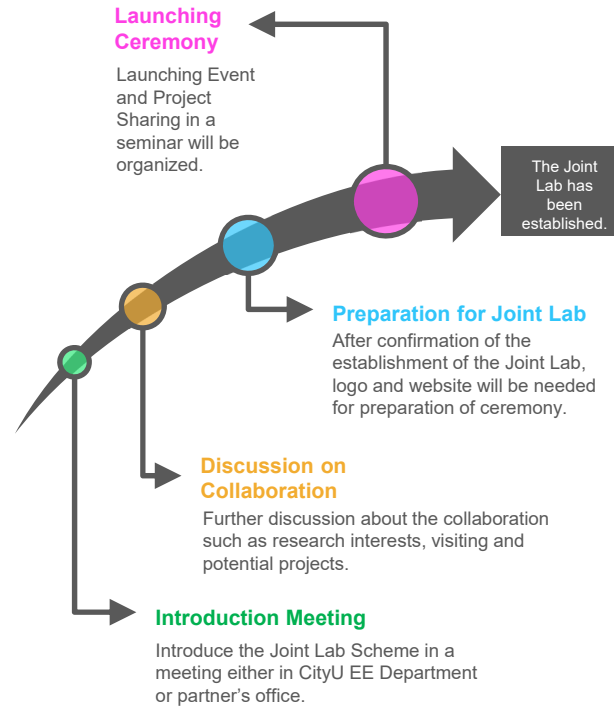 Launching
Ceremony
Launching Event
and Project
Sharing in a
seminar will be
organized.
The Joint
Lab has
been
established.
Preparation for Joint Lab
After confirmation of the
establishment of the Joint Lab,
logo and website will be needed
for preparation of ceremony.
Discussion on
Collaboration
Further discussion about the collaboration
such as research interests, visiting and
potential projects.
Introduction Meeting
Introduce the Joint Lab Scheme in a
meeting either in CityU EE Department
or partner’s office.